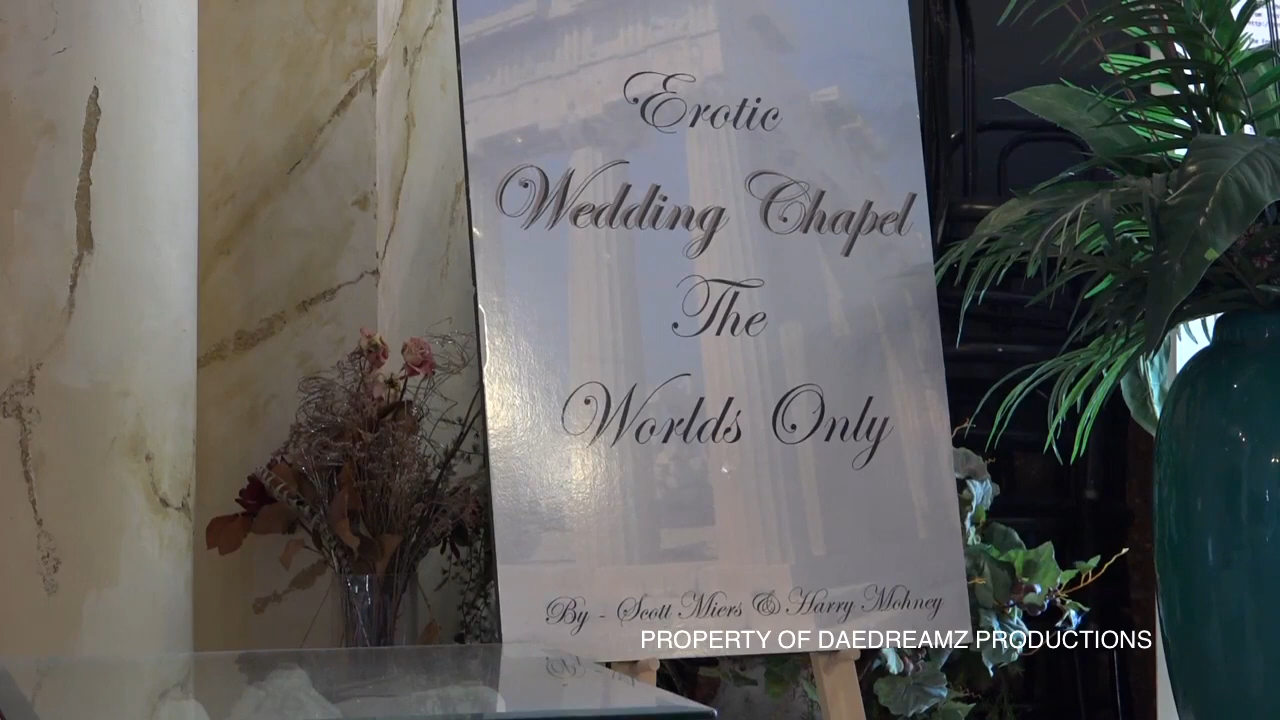 Erotic
Wedding Chapel
The
Worlds Only
By - Scott Miers & Harry Mohney
PROPERTY OF DAEDREAMZ PRODUCTIONS